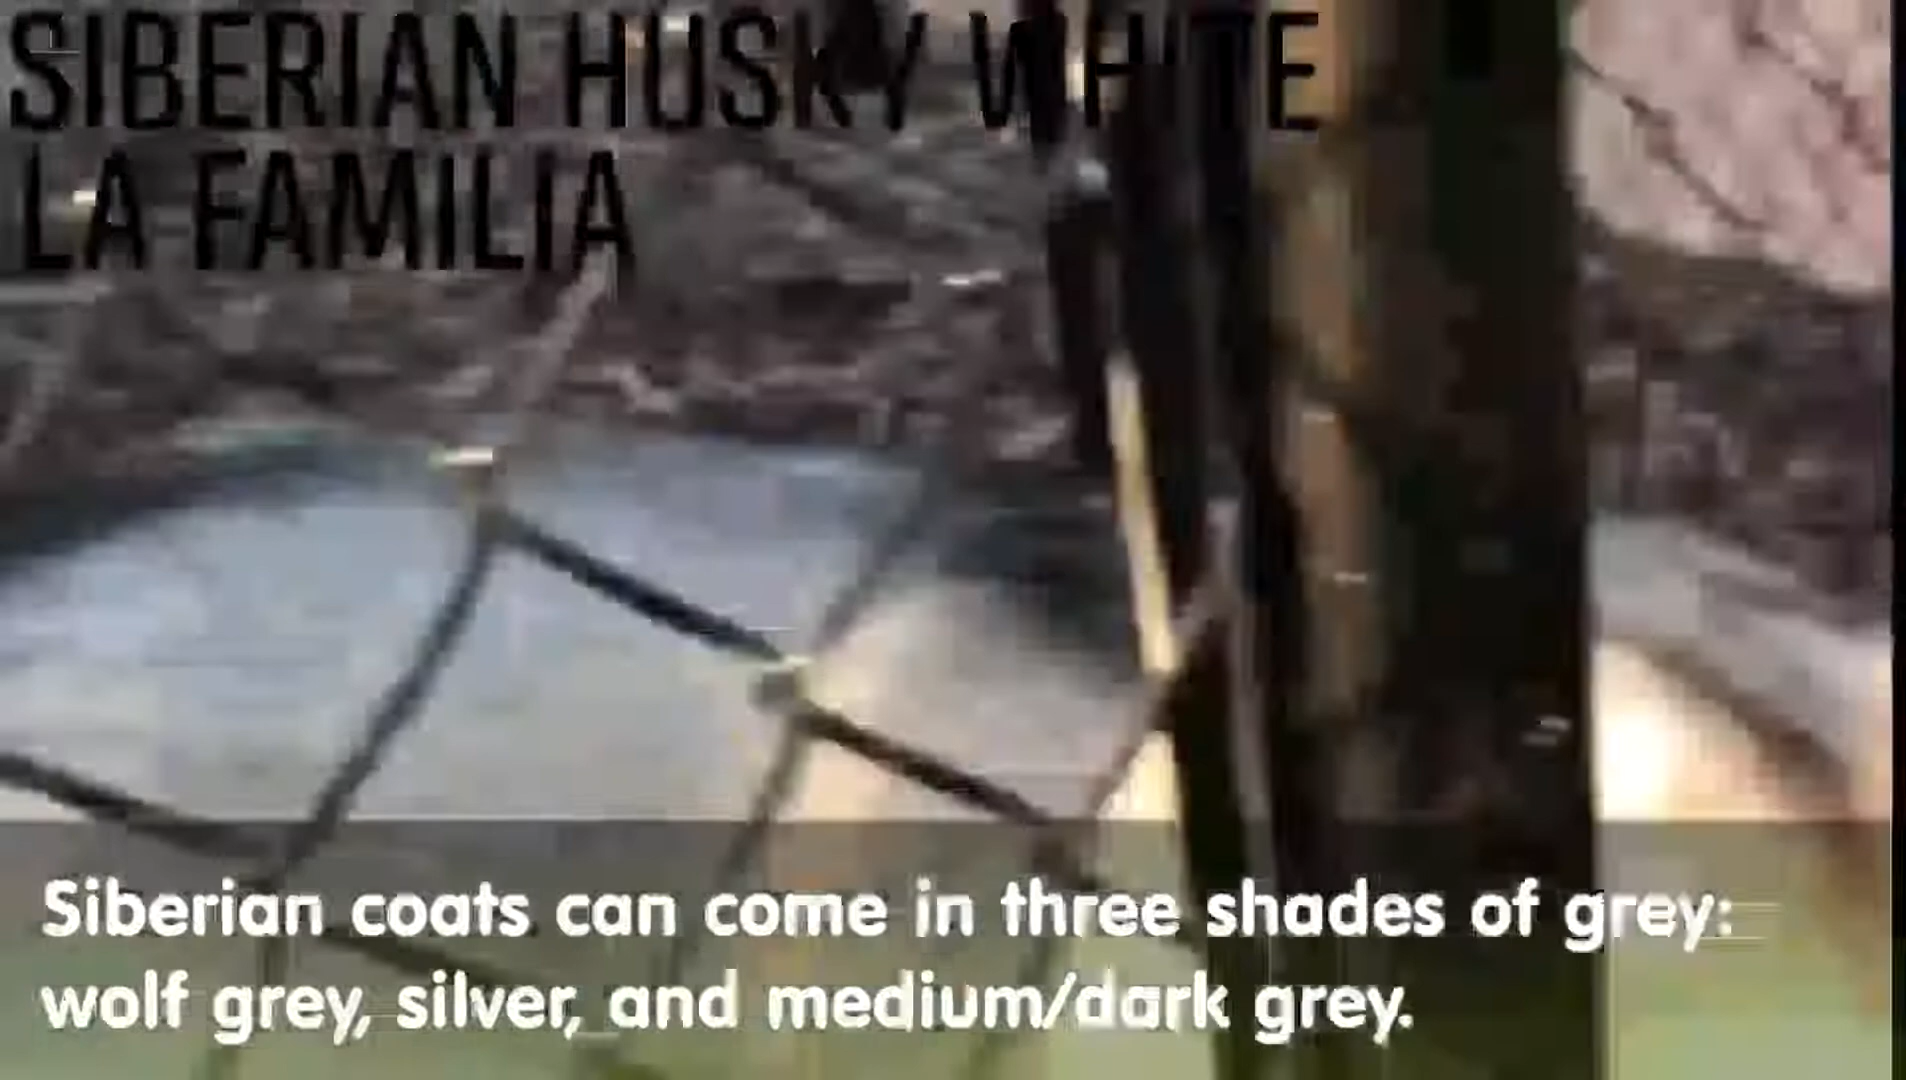 SIBERIAN HUSKY WHITE
LA FAMILIA
Siberian coats can come in three shades of grey:
wolf grey, silver, and medium/dark grey.